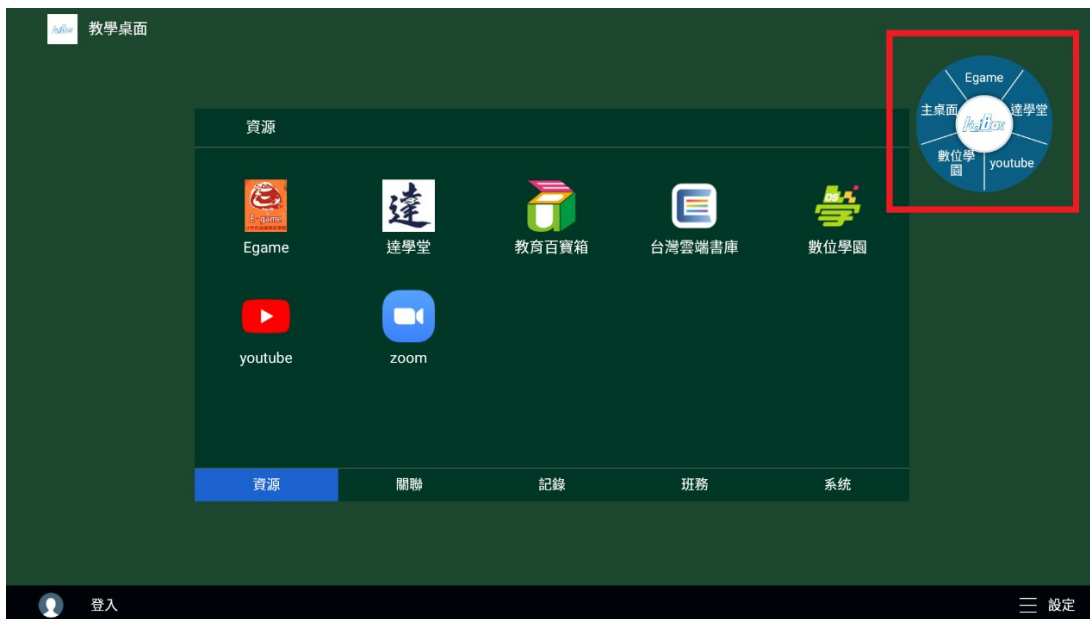 教學桌面
Egame
主桌面
達學堂
數位學
園
youtube
資源
Egame
達學堂
教育百寶箱
台灣雲端書庫
數位學園
youtube
zoom
資源
關聯
記錄
班務
系统
登入
設定